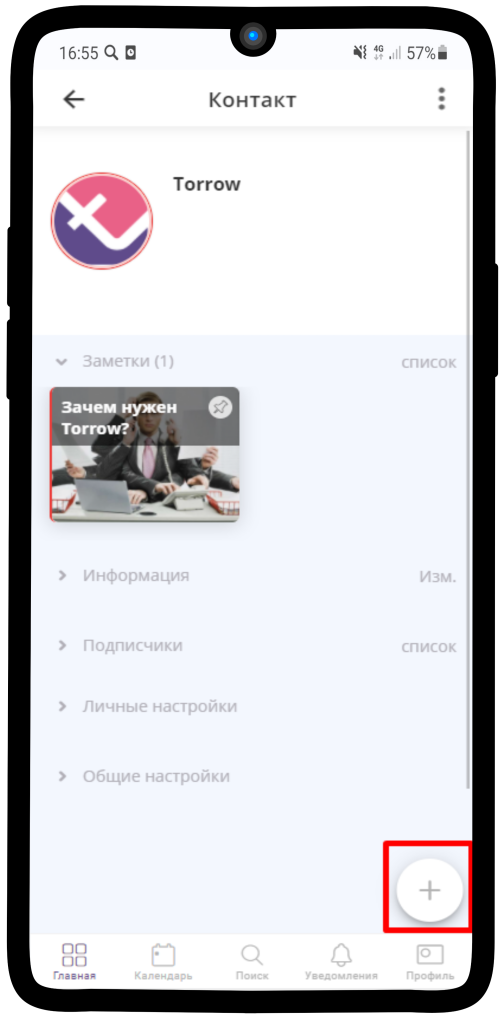 16:55
4G
57%
Контакт
Torrow
Заметки (1)
список
Зачем нужен
Torrow?
Информация
Изм.
Подписчики
список
Личные настройки
Общие настройки
Главная
Календарь
Поиск
Уведомления
Профиль